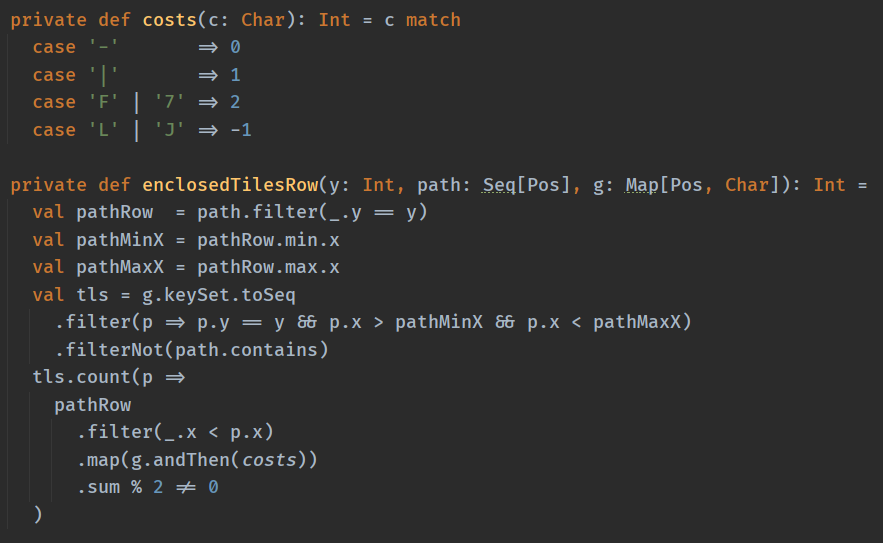 private def costs(c: Char): Int = c match
  case '-'       => 0
  case '|'       => 1
  case 'F' | '7' => 2
  case 'L' | 'J' => -1

private def enclosedTilesRow(y: Int, path: Seq[Pos], g: Map[Pos, Char]): Int =
  val pathRow  = path.filter(_.y == y)
  val pathMinX = pathRow.min.x
  val pathMaxX = pathRow.max.x
  val tls = g.keySet.toSeq
    .filter(p => p.y == y && p.x > pathMinX && p.x < pathMaxX)
    .filterNot(path.contains)
  tls.count(p =>
    pathRow
      .filter(_.x < p.x)
      .map(g.andThen(costs))
      .sum % 2 != 0
  )